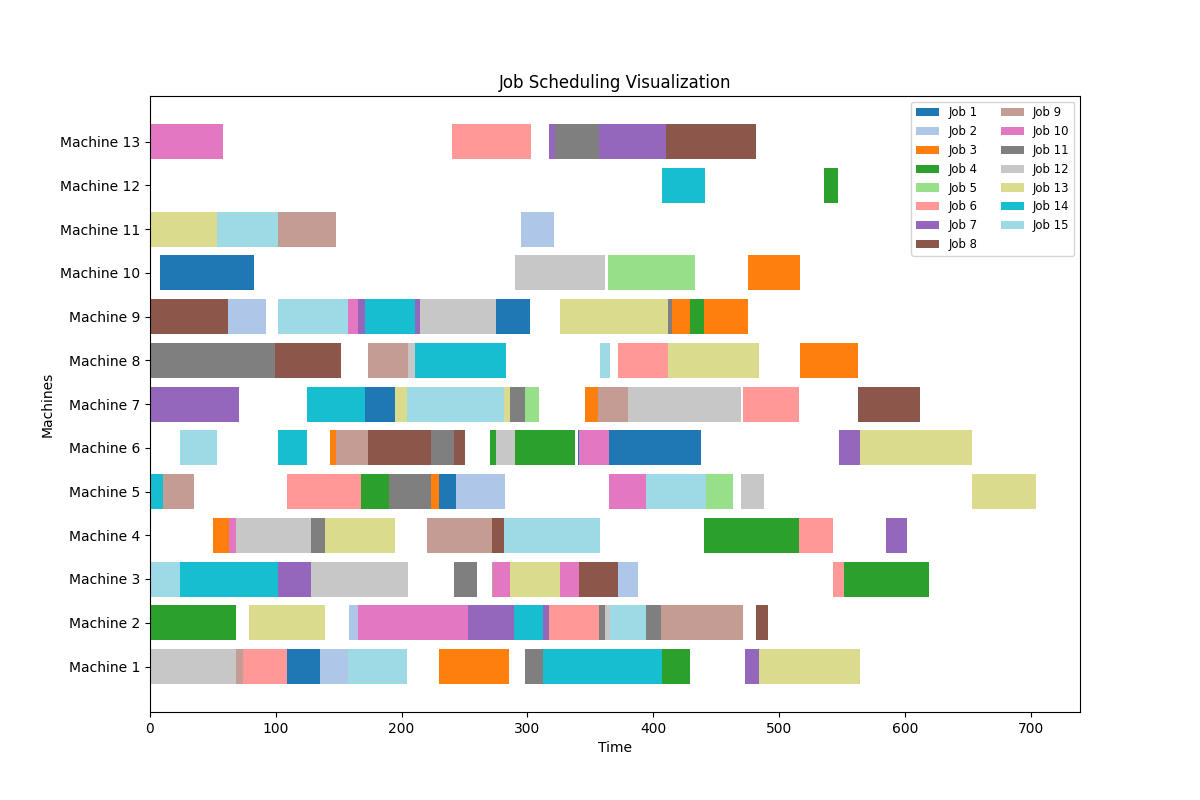 Job Scheduling Visualization
Machine 13
Machine 12
Machine 11
Machine 10
Machine 9
Machine 8
Machine 7
Machine 6
Machine 5
Machine 4
Machine 3
Machine 2
Machine 1
Machines
0 100 200 300 400 500 600 700
Time
Job 1
Job 2
Job 3
Job 4
Job 5
Job 6
Job 7
Job 8
Job 9
Job 10
Job 11
Job 12
Job 13
Job 14
Job 15